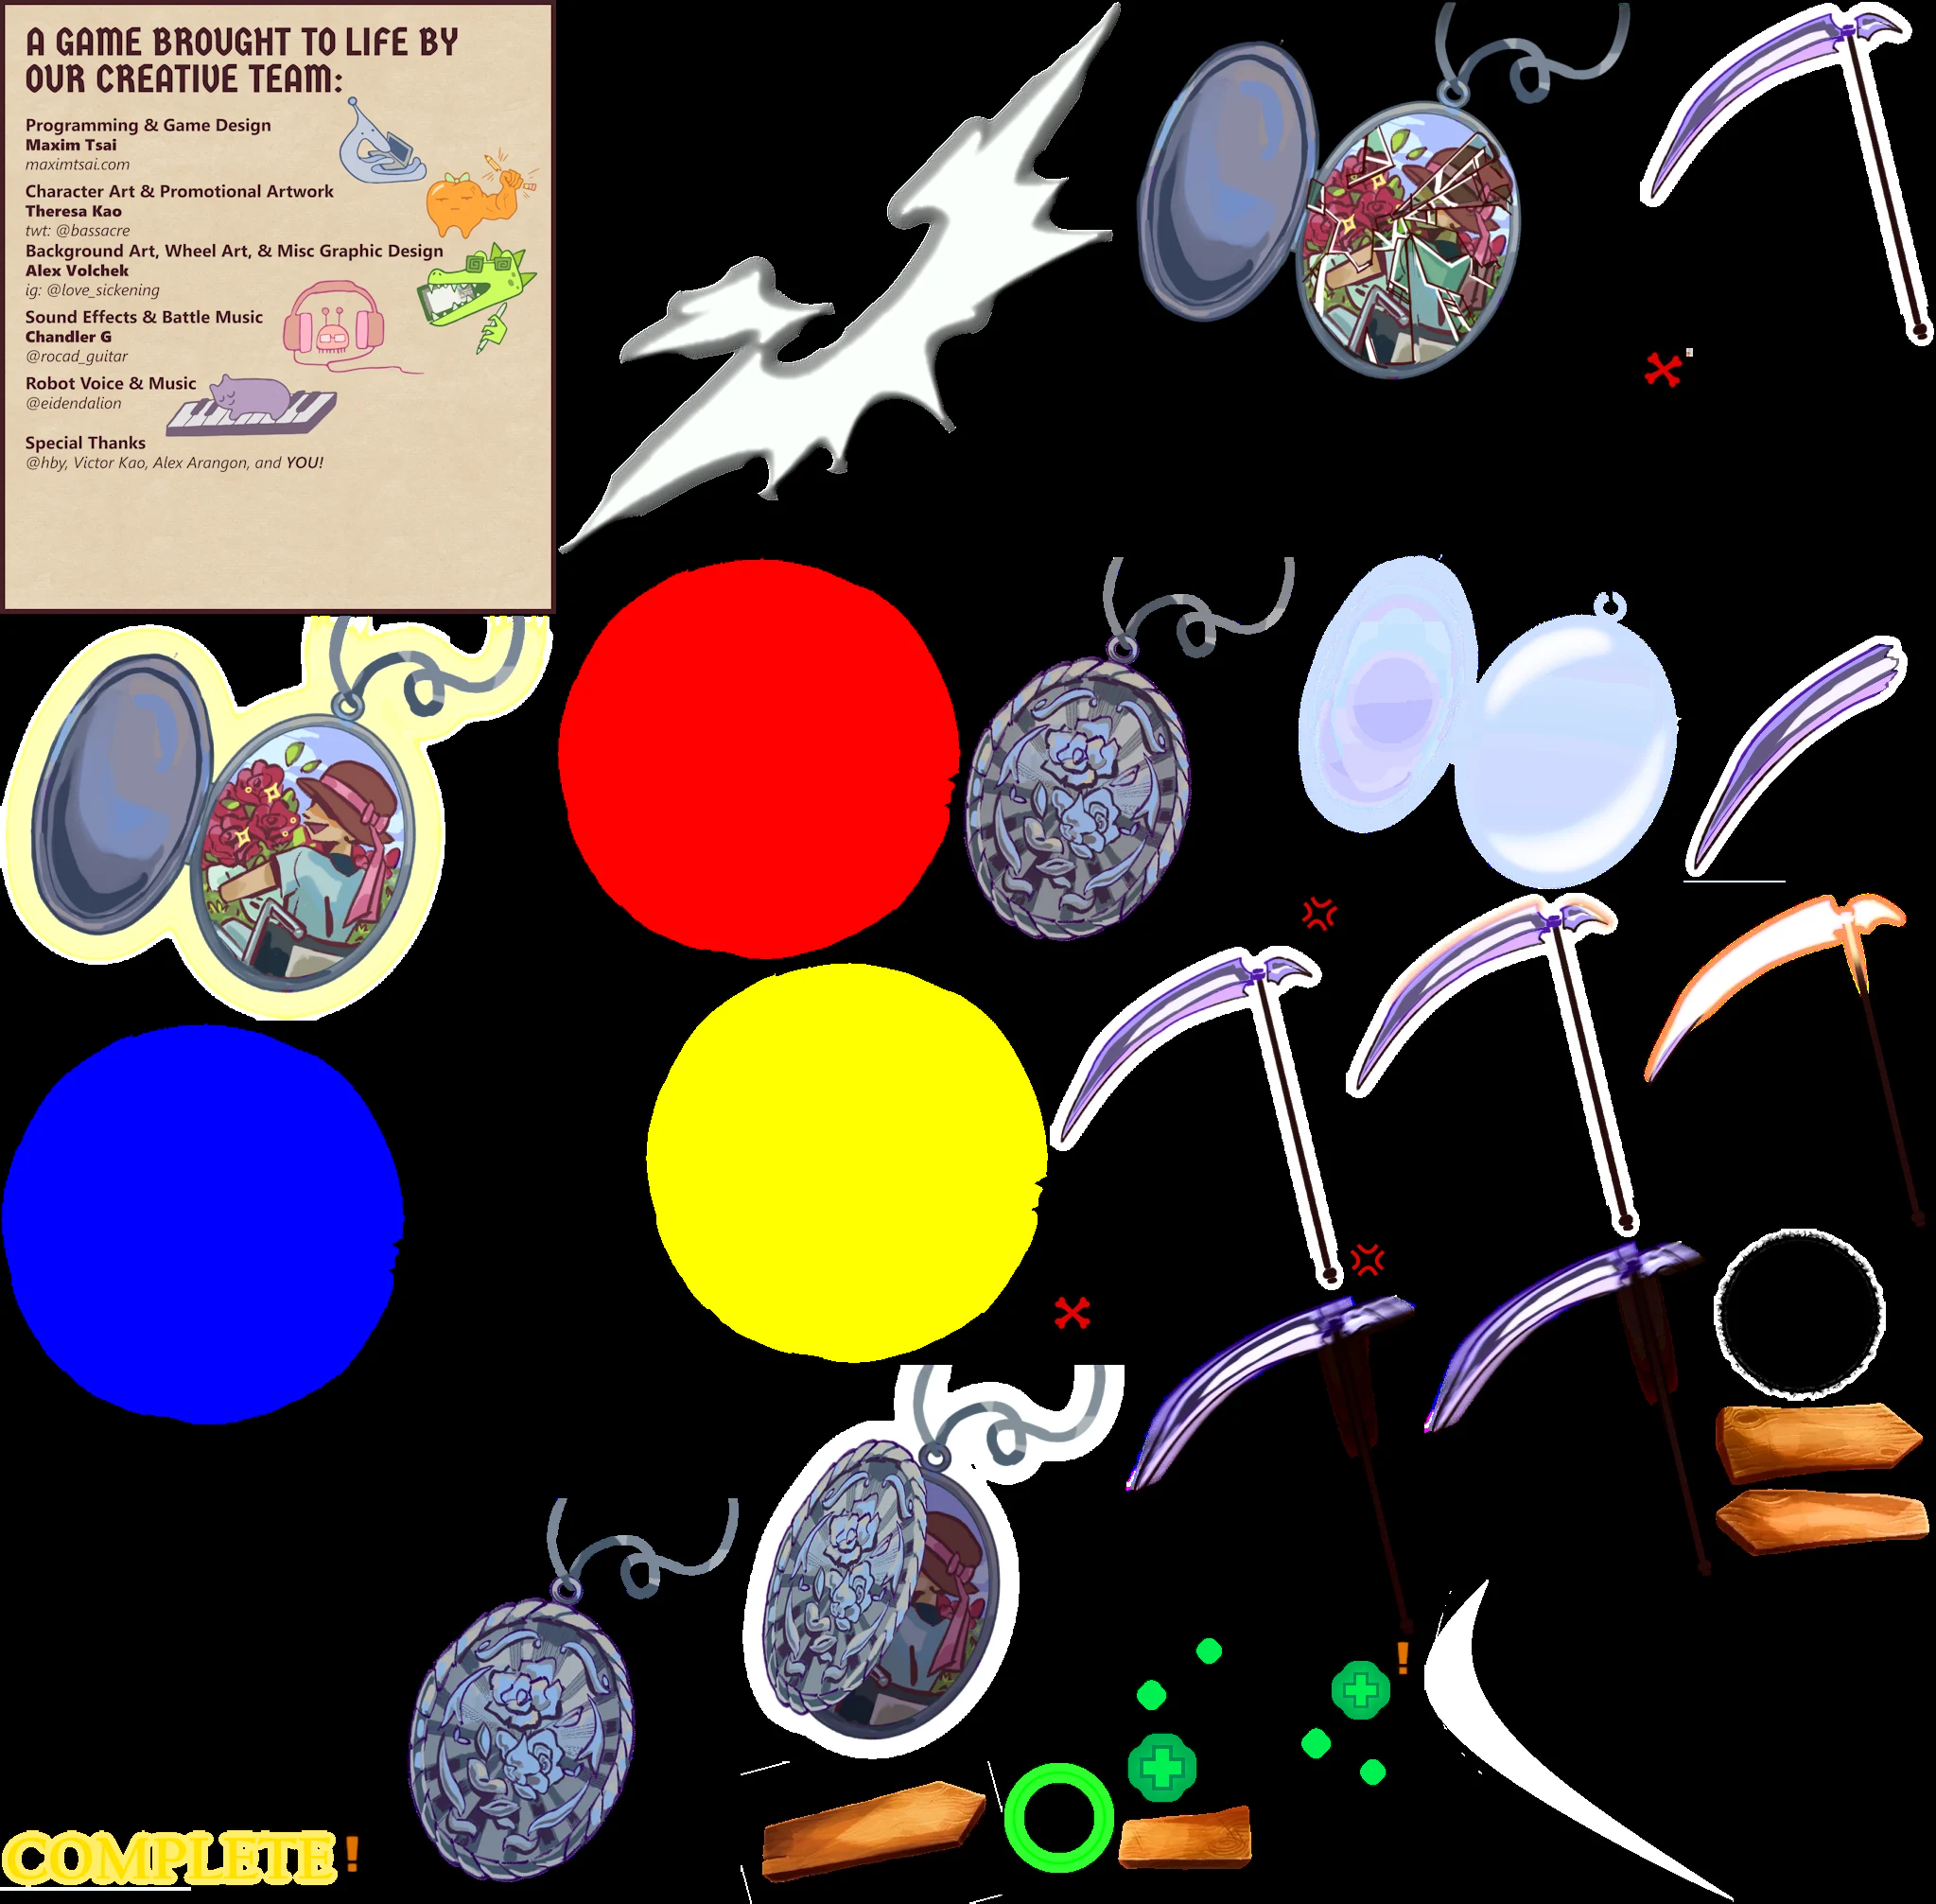 A GAME BROUGHT TO LIFE BY
OUR CREATIVE TEAM:
Programming & Game Design
Maxim Tsai
maximtsai.com
Character Art & Promotional Artwork
Theresa Kao
twt: @bassacre
Background Art, Wheel Art, & Misc Graphic Design
Alex Volchek
ig: @love_sickening
Sound Effects & Battle Music
Chandler G
@rocad_guitar
Robot Voice & Music
@eidendalion
Special Thanks
@hby, Victor Kao, Alex Arangon, and YOU!
!
COMPLETE!